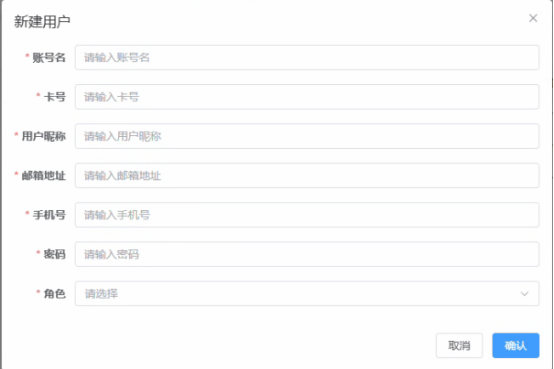 新建用户
* 账号名 请输入账号名
* 卡号 请输入卡号
* 用户昵称 请输入用户昵称
* 邮箱地址 请输入邮箱地址
* 手机号 请输入手机号
* 密码 请输入密码
* 角色 请选择
取消 确认